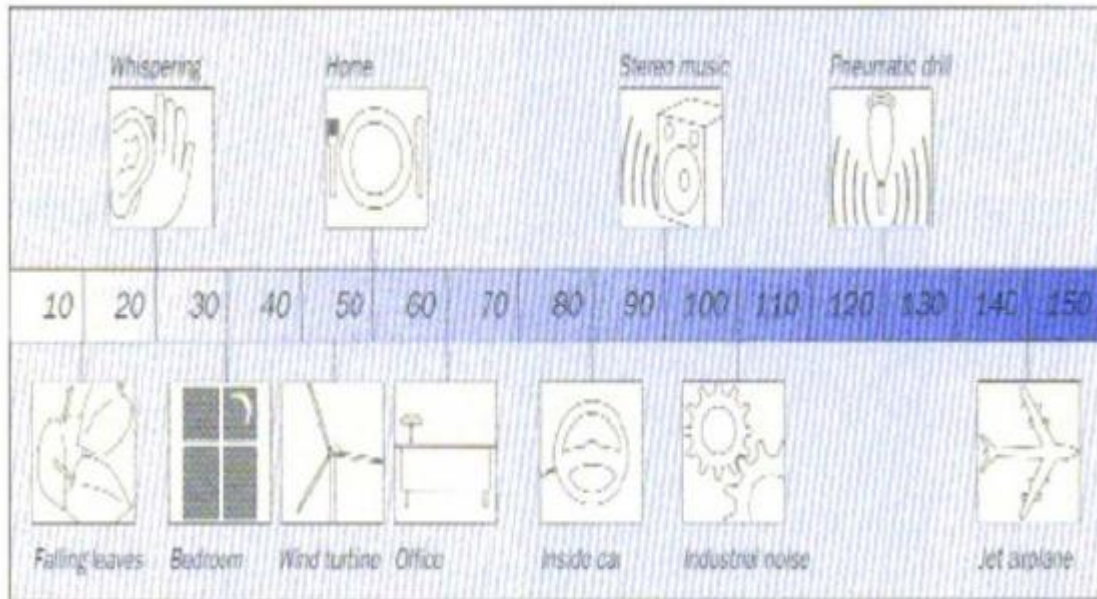 Whispering Home Stereo music Pneumatic drill
10 20 30 40 50 60 70 80 90 100 110 120 130 140 150
Falling leaves Bedroom Wind turbine Office Inside car Industrial noise Jet airplane